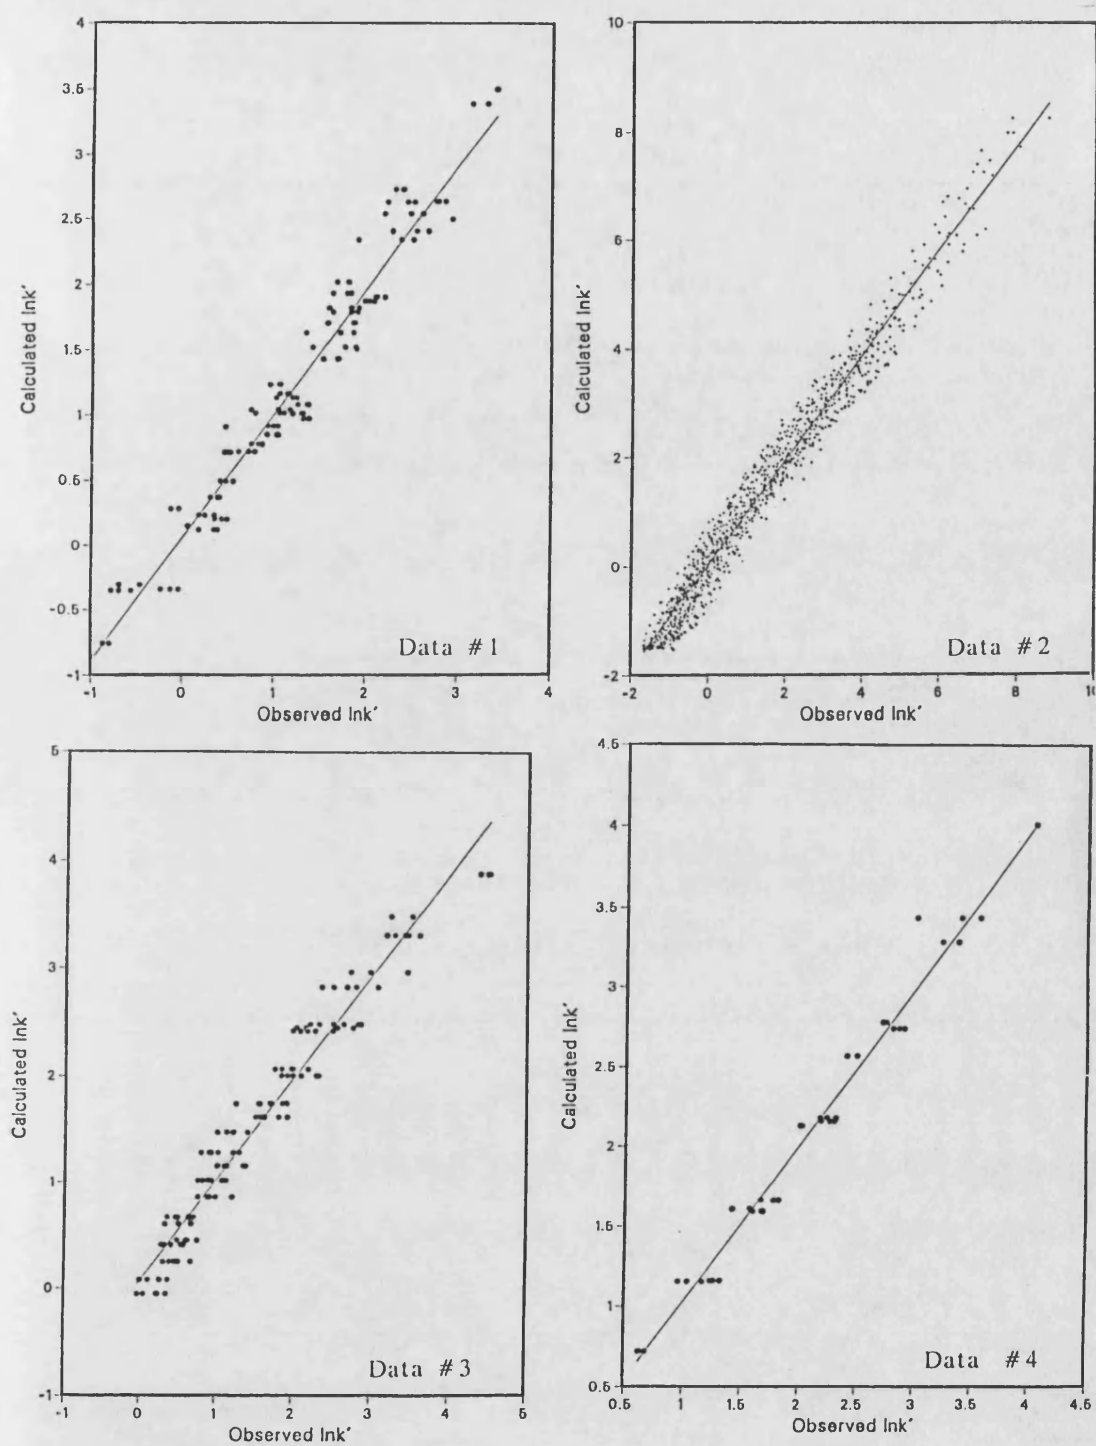 4
3.5
3
2.5
2
1.5
1
0.5
0
-0.5
-1
-1 0 1 2 3 4
Calculated lnk'
Observed lnk'
Data #1
10
8
6
4
2
0
-2
-2 0 2 4 6 8 10
Calculated lnk'
Observed lnk'
Data #2
5
4
3
2
1
0
-1
-1 0 1 2 3 4 5
Calculated lnk'
Observed lnk'
Data #3
4.5
4
3.5
3
2.5
2
1.5
1
0.5
0.5 1 1.5 2 2.5 3 3.5 4 4.5
Calculated lnk'
Observed lnk'
Data #4